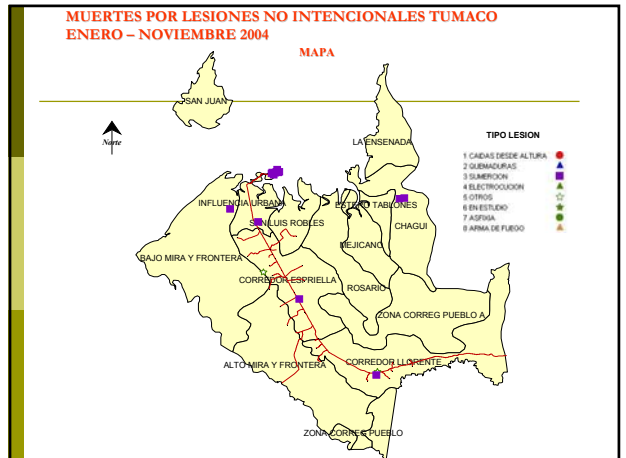 MUERTES POR LESIONES NO INTENCIONALES TUMACO
ENERO – NOVIEMBRE 2004
MAPA
SAN JUAN
Norte
LA ENSENADA
TIPO LESION
1 CAIDAS DESDE ALTURA
2 QUEMADURAS
3 SUMERCION
4 ELECTROCUCION
5 OTROS
6 EN ESTUDIO
7 ASFIXIA
8 ARMA DE FUEGO
INFLUENCIA URBANA
ESTERO TABLONES
SAN LUIS ROBLES
CHAGUI
MEJICANO
BAJO MIRA Y FRONTERA
CORREDOR ESPRIELLA
ROSARIO
ZONA CORREG PUEBLO A
ALTO MIRA Y FRONTERA
CORREDOR LLORENTE
ZONA CORREG PUEBLO